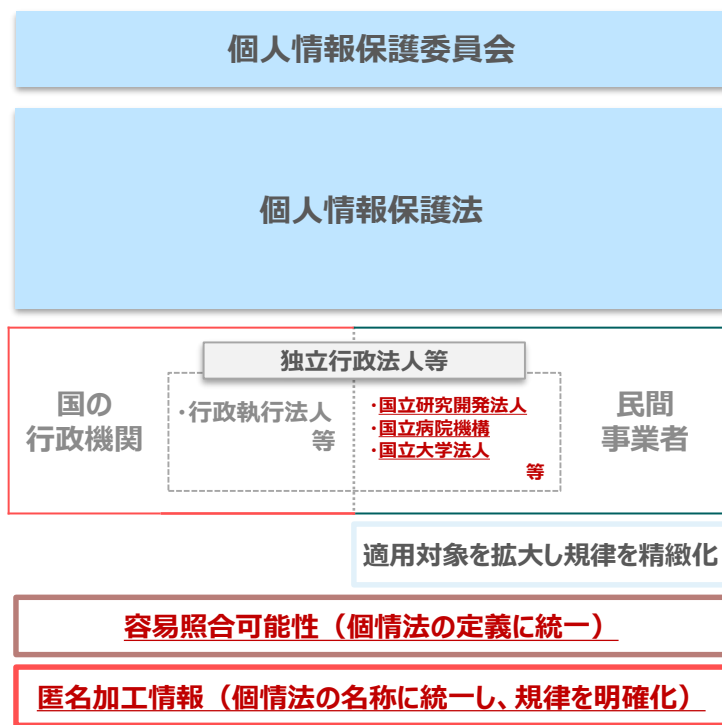 個人情報保護委員会
個人情報保護法
独立行政法人等
国の
行政機関
・行政執行法人
等
・国立研究開発法人
・国立病院機構
・国立大学法人
等
民間
事業者
適用対象を拡大し規律を精緻化
容易照合可能性（個情法の定義に統一）
匿名加工情報（個情法の名称に統一し、規律を明確化）